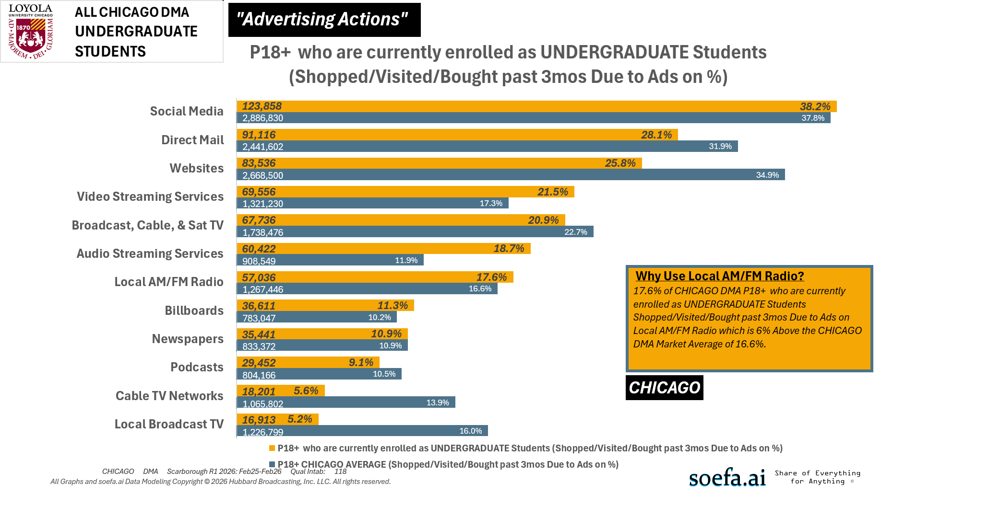 LOYOLA
UNIVERSITY CHICAGO
1870
AD • MAJOREM • DEI • GLORIAM
ALL CHICAGO DMA
UNDERGRADUATE
STUDENTS
"Advertising Actions"
P18+ who are currently enrolled as UNDERGRADUATE Students
(Shopped/Visited/Bought past 3mos Due to Ads on %)
Social Media
123,858 38.2%
2,886,830 37.8%
Direct Mail
91,116 28.1%
2,441,602 31.9%
Websites
83,536 25.8%
2,668,500 34.9%
Video Streaming Services
69,556 21.5%
1,321,230 17.3%
Broadcast, Cable, & Sat TV
67,736 20.9%
1,738,476 22.7%
Audio Streaming Services
60,422 18.7%
908,549 11.9%
Local AM/FM Radio
57,036 17.6%
1,267,446 16.6%
Billboards
36,611 11.3%
783,047 10.2%
Newspapers
35,441 10.9%
833,372 10.9%
Podcasts
29,452 9.1%
804,166 10.5%
Cable TV Networks
18,201 5.6%
1,065,802 13.9%
Local Broadcast TV
16,913 5.2%
1,226,799 16.0%
Why Use Local AM/FM Radio?
17.6% of CHICAGO DMA P18+ who are currently
enrolled as UNDERGRADUATE Students
Shopped/Visited/Bought past 3mos Due to Ads on
Local AM/FM Radio which is 6% Above the CHICAGO
DMA Market Average of 16.6%.
CHICAGO
P18+ who are currently enrolled as UNDERGRADUATE Students (Shopped/Visited/Bought past 3mos Due to Ads on %)
P18+ CHICAGO AVERAGE (Shopped/Visited/Bought past 3mos Due to Ads on %)
CHICAGO DMA Scarborough R1 2026: Feb25-Feb26 Qual Intab: 118
All Graphs and soefa.ai Data Modeling Copyright © 2026 Hubbard Broadcasting, Inc. LLC. All rights reserved.
soefa.ai
Share of Everything
for Anything ©